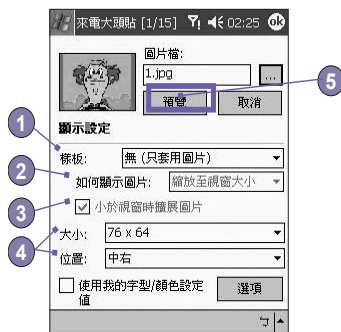 來電大頭貼 [1/15] 02:25 ok
圖片檔:
1.jpg ...
預覽 取消
5
顯示設定
1
樣板: 無 (只套用圖片)
2
如何顯示圖片: 縮放至視窗大小
3
小於視窗時擴展圖片
4
大小: 76 x 64
位置: 中右
使用我的字型/顏色設定值 選項
ㄅ